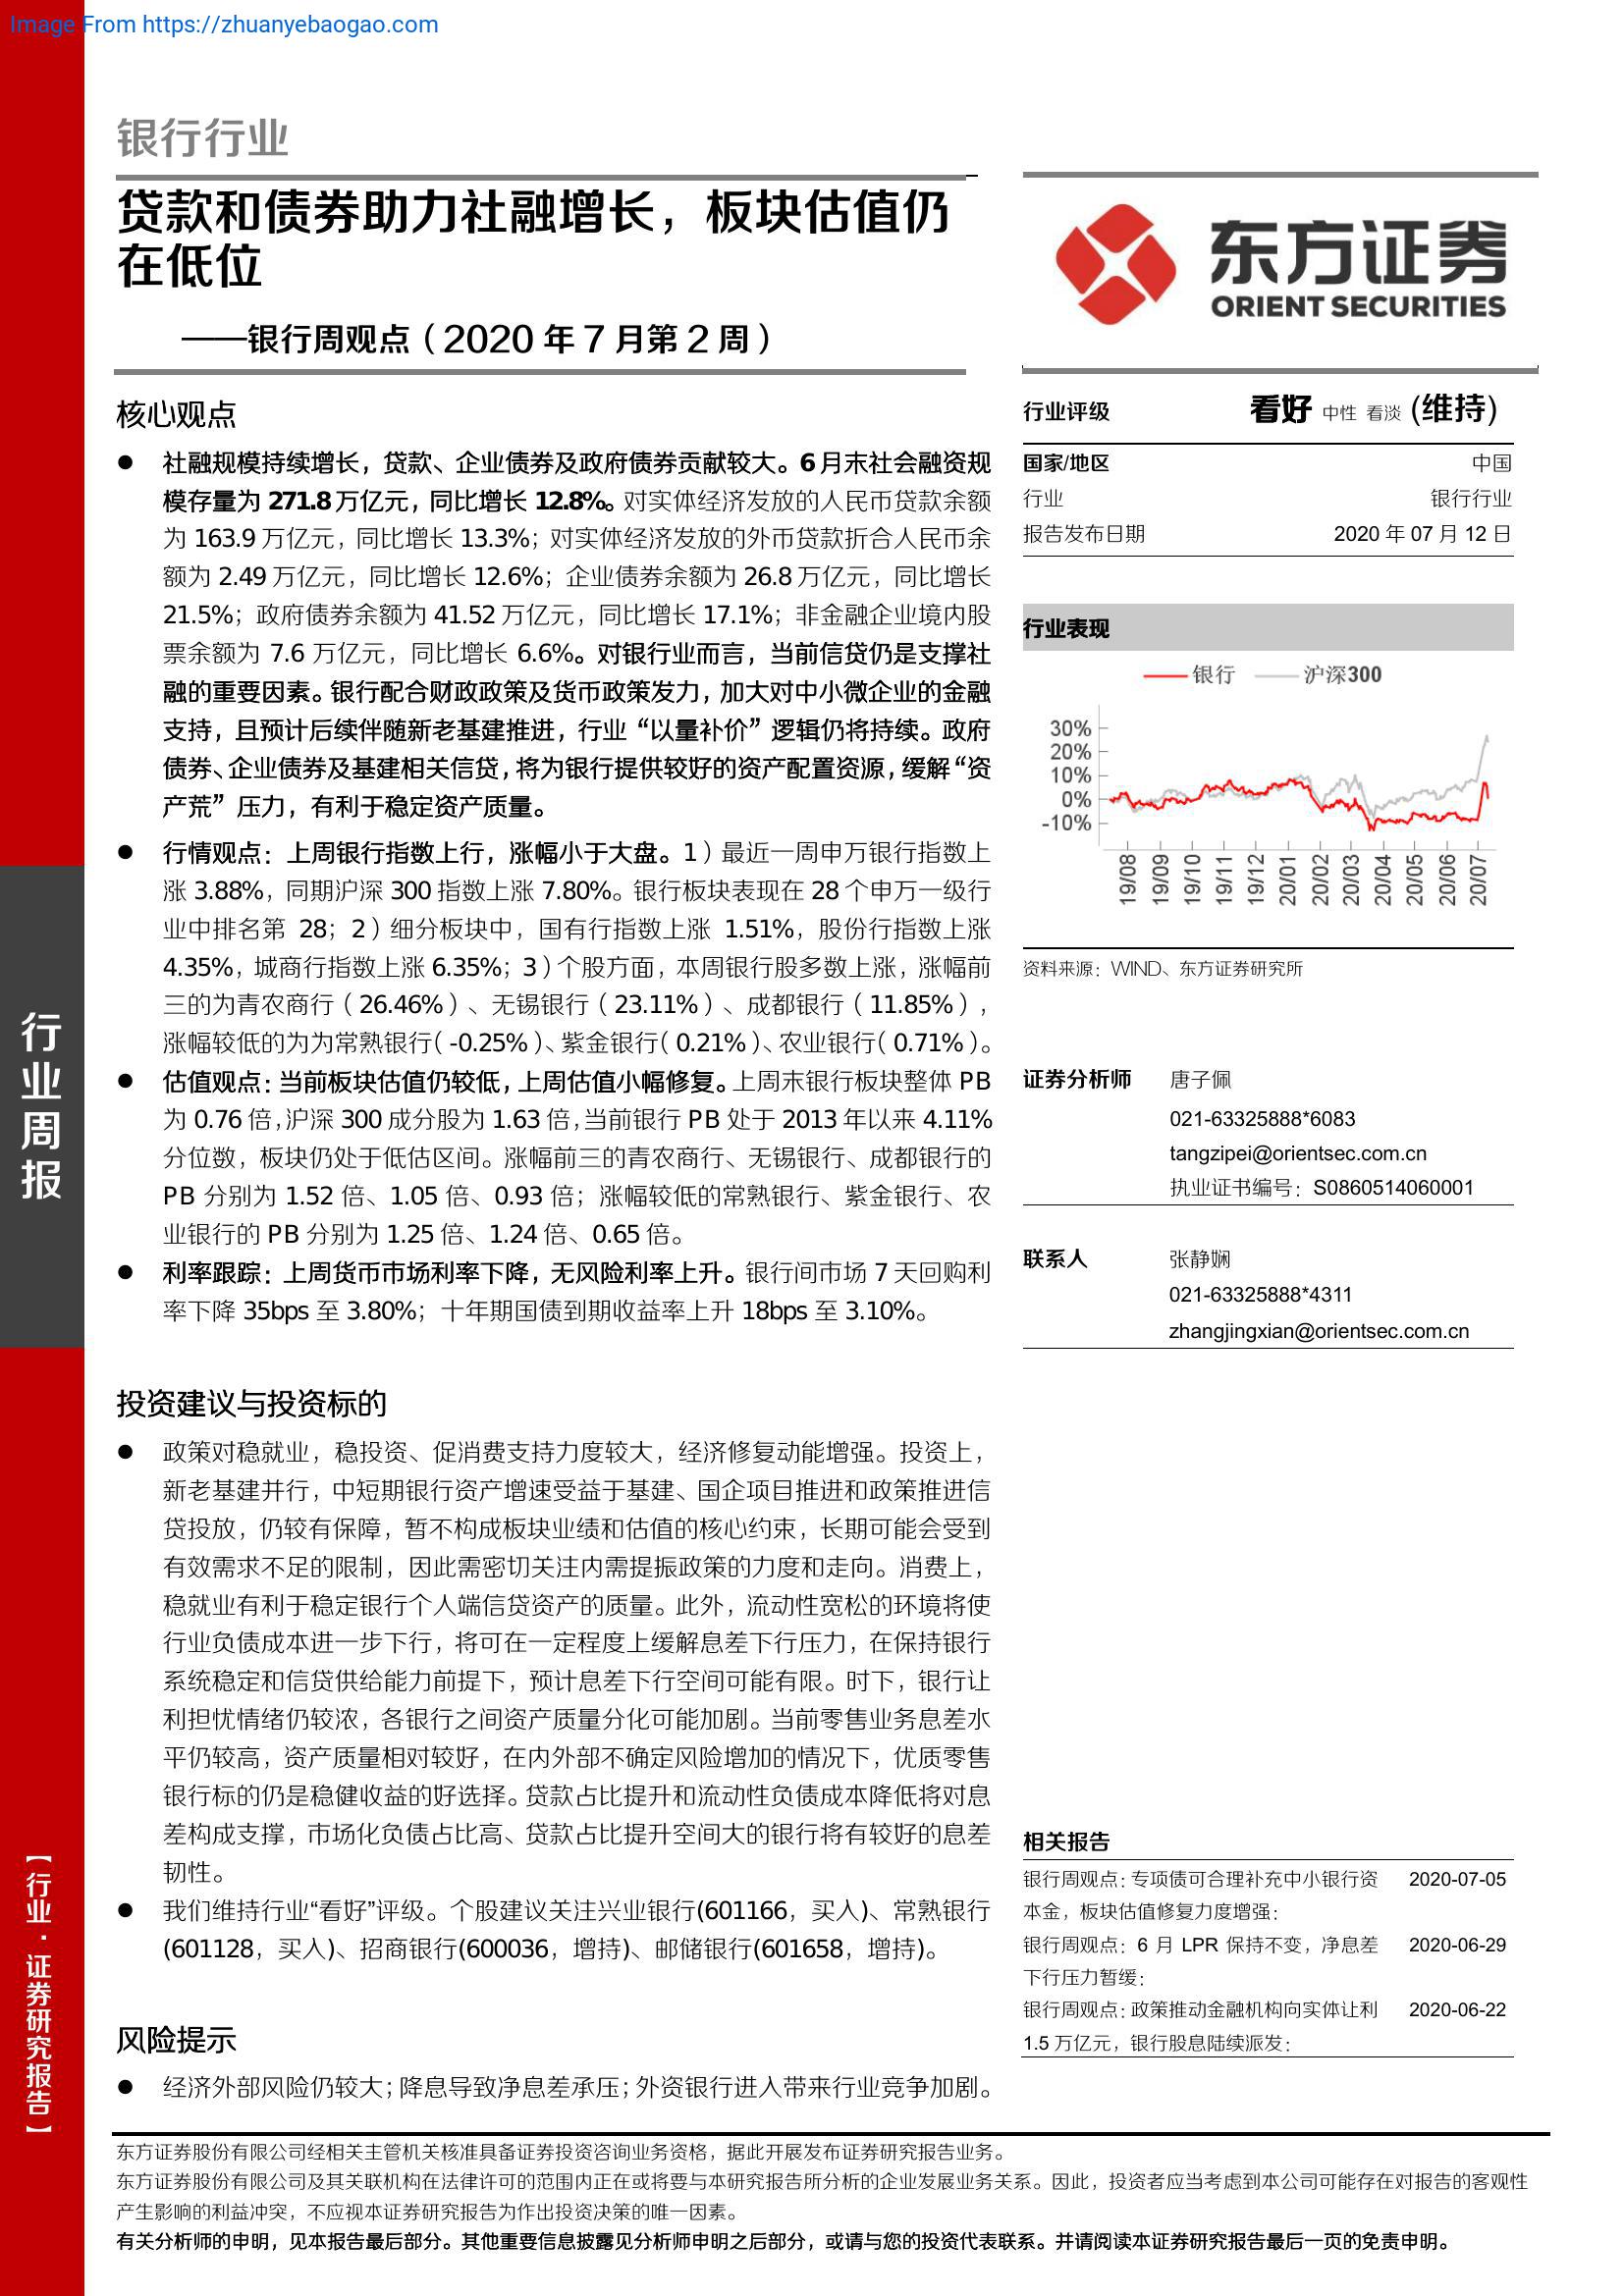 Image From https://zhuanyebaogao.com
银行行业
贷款和债券助力社融增长，板块估值仍
在低位
——银行周观点（2020 年 7 月第 2 周）
东方证券
ORIENT SECURITIES
核心观点
● 社融规模持续增长，贷款、企业债券及政府债券贡献较大。6 月末社会融资规
模存量为 271.8 万亿元，同比增长 12.8%。对实体经济发放的人民币贷款余额
为 163.9 万亿元，同比增长 13.3%；对实体经济发放的外币贷款折合人民币余
额为 2.49 万亿元，同比增长 12.6%；企业债券余额为 26.8 万亿元，同比增长
21.5%；政府债券余额为 41.52 万亿元，同比增长 17.1%；非金融企业境内股
票余额为 7.6 万亿元，同比增长 6.6%。对银行业而言，当前信贷仍是支撑社
融的重要因素。银行配合财政政策及货币政策发力，加大对中小微企业的金融
支持，且预计后续伴随新老基建推进，行业“以量补价”逻辑仍将持续。政府
债券、企业债券及基建相关信贷，将为银行提供较好的资产配置资源，缓解“资
产荒”压力，有利于稳定资产质量。
● 行情观点：上周银行指数上行，涨幅小于大盘。1）最近一周申万银行指数上
涨 3.88%，同期沪深 300 指数上涨 7.80%。银行板块表现在 28 个申万一级行
业中排名第 28；2）细分板块中，国有行指数上涨 1.51%，股份行指数上涨
4.35%，城商行指数上涨 6.35%；3）个股方面，本周银行股多数上涨，涨幅前
三的为青农商行（26.46%）、无锡银行（23.11%）、成都银行（11.85%），
涨幅较低的为为常熟银行（-0.25%）、紫金银行（0.21%）、农业银行（0.71%）。
● 估值观点：当前板块估值仍较低，上周估值小幅修复。上周末银行板块整体 PB
为 0.76 倍，沪深 300 成分股为 1.63 倍，当前银行 PB 处于 2013 年以来 4.11%
分位数，板块仍处于低估区间。涨幅前三的青农商行、无锡银行、成都银行的
PB 分别为 1.52 倍、1.05 倍、0.93 倍；涨幅较低的常熟银行、紫金银行、农
业银行的 PB 分别为 1.25 倍、1.24 倍、0.65 倍。
● 利率跟踪：上周货币市场利率下降，无风险利率上升。银行间市场 7 天回购利
率下降 35bps 至 3.80%；十年期国债到期收益率上升 18bps 至 3.10%。
投资建议与投资标的
● 政策对稳就业，稳投资、促消费支持力度较大，经济修复动能增强。投资上，
新老基建并行，中短期银行资产增速受益于基建、国企项目推进和政策推进信
贷投放，仍较有保障，暂不构成板块业绩和估值的核心约束，长期可能会受到
有效需求不足的限制，因此需密切关注内需提振政策的力度和走向。消费上，
稳就业有利于稳定银行个人端信贷资产的质量。此外，流动性宽松的环境将使
行业负债成本进一步下行，将可在一定程度上缓解息差下行压力，在保持银行
系统稳定和信贷供给能力前提下，预计息差下行空间可能有限。时下，银行让
利担忧情绪仍较浓，各银行之间资产质量分化可能加剧。当前零售业务息差水
平仍较高，资产质量相对较好，在内外部不确定风险增加的情况下，优质零售
银行标的仍是稳健收益的好选择。贷款占比提升和流动性负债成本降低将对息
差构成支撑，市场化负债占比高、贷款占比提升空间大的银行将有较好的息差
韧性。
● 我们维持行业“看好”评级。个股建议关注兴业银行(601166，买入)、常熟银行
(601128，买入)、招商银行(600036，增持)、邮储银行(601658，增持)。
风险提示
● 经济外部风险仍较大；降息导致净息差承压；外资银行进入带来行业竞争加剧。
行业评级 看好 中性 看淡 (维持)
国家/地区 中国
行业 银行行业
报告发布日期 2020 年 07 月 12 日
行业表现
银行 沪深300
30%
20%
10%
0%
-10%
19/08 19/09 19/10 19/11 19/12 20/01 20/02 20/03 20/04 20/05 20/06 20/07
资料来源：WIND、东方证券研究所
证券分析师 唐子佩
021-63325888*6083
tangzipei@orientsec.com.cn
执业证书编号：S0860514060001
联系人 张静娴
021-63325888*4311
zhangjingxian@orientsec.com.cn
相关报告
银行周观点：专项债可合理补充中小银行资 2020-07-05
本金，板块估值修复力度增强：
银行周观点：6 月 LPR 保持不变，净息差 2020-06-29
下行压力暂缓：
银行周观点：政策推动金融机构向实体让利 2020-06-22
1.5 万亿元，银行股息陆续派发：
行业周报
【行业·证券研究报告】
东方证券股份有限公司经相关主管机关核准具备证券投资咨询业务资格，据此开展发布证券研究报告业务。
东方证券股份有限公司及其关联机构在法律许可的范围内正在或将要与本研究报告所分析的企业发展业务关系。因此，投资者应当考虑到本公司可能存在对报告的客观性
产生影响的利益冲突，不应视本证券研究报告为作出投资决策的唯一因素。
有关分析师的申明，见本报告最后部分。其他重要信息披露见分析师申明之后部分，或请与您的投资代表联系。并请阅读本证券研究报告最后一页的免责申明。